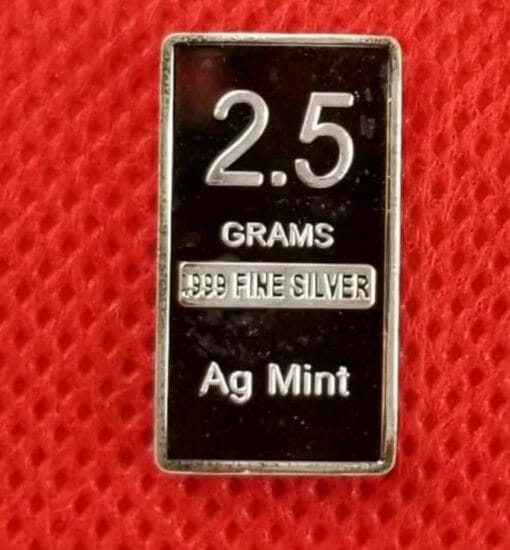 2.5
GRAMS
.999 FINE SILVER
Ag Mint